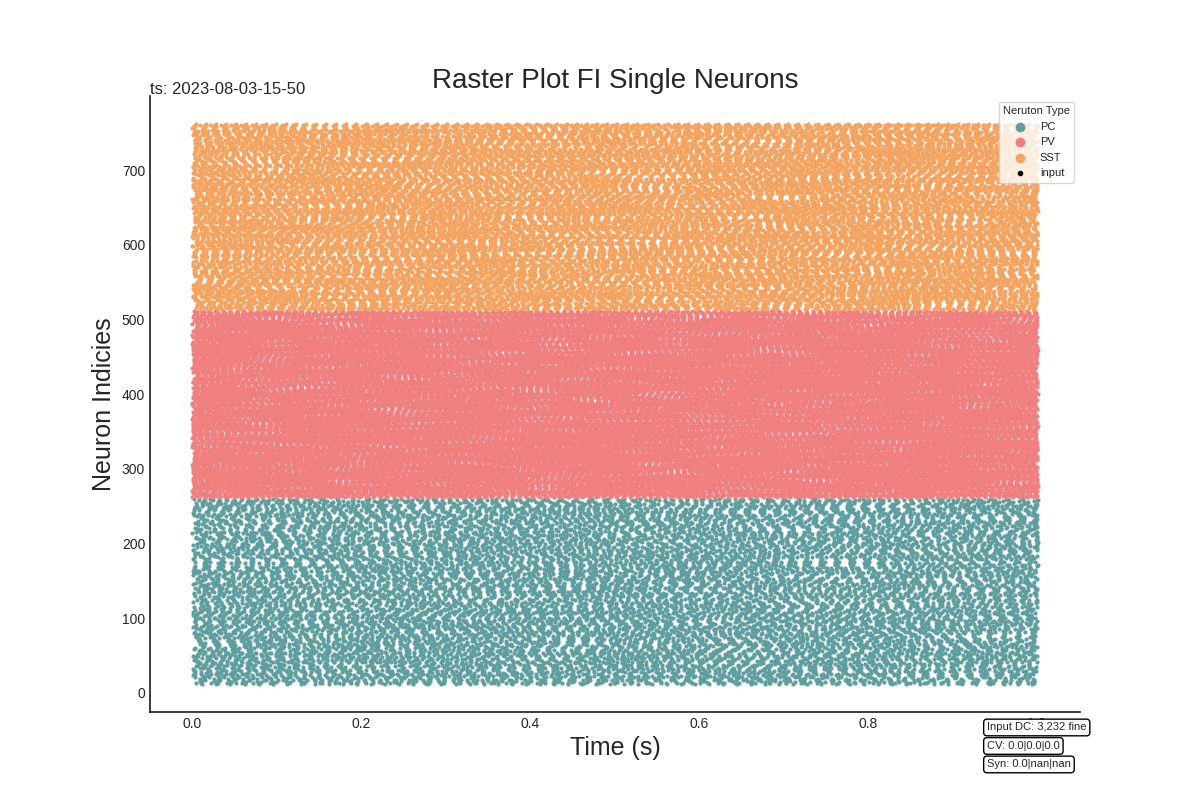 Raster Plot FI Single Neurons
ts: 2023-08-03-15-50
Neruton Type
PC
PV
SST
input
Neuron Indicies
700
600
500
400
300
200
100
0
0.0 0.2 0.4 0.6 0.8
Time (s)
Input DC: 3,232 fine
CV: 0.0|0.0|0.0
Syn: 0.0|nan|nan